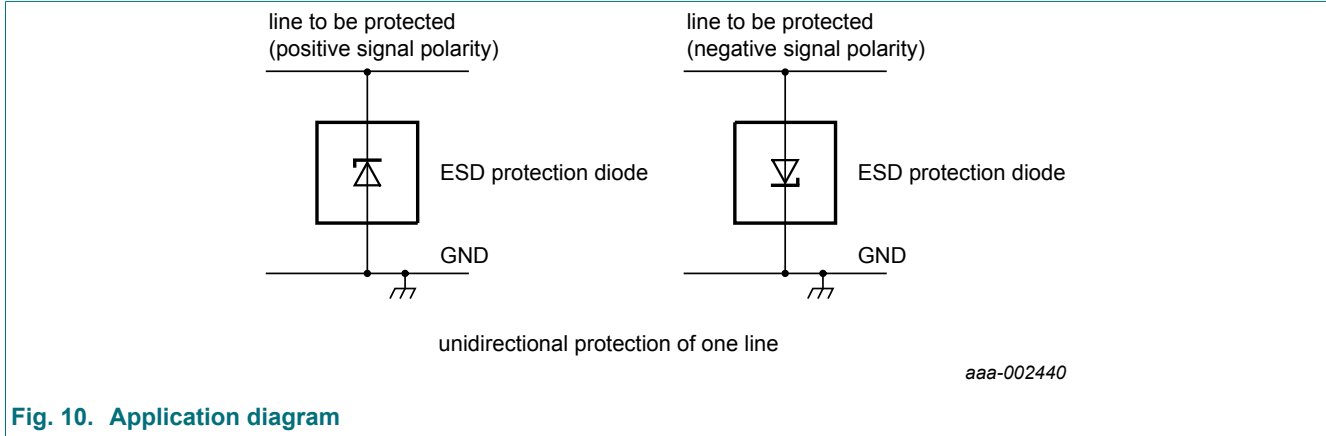 line to be protected
(positive signal polarity)
ESD protection diode
GND
line to be protected
(negative signal polarity)
ESD protection diode
GND
unidirectional protection of one line
aaa-002440
Fig. 10. Application diagram